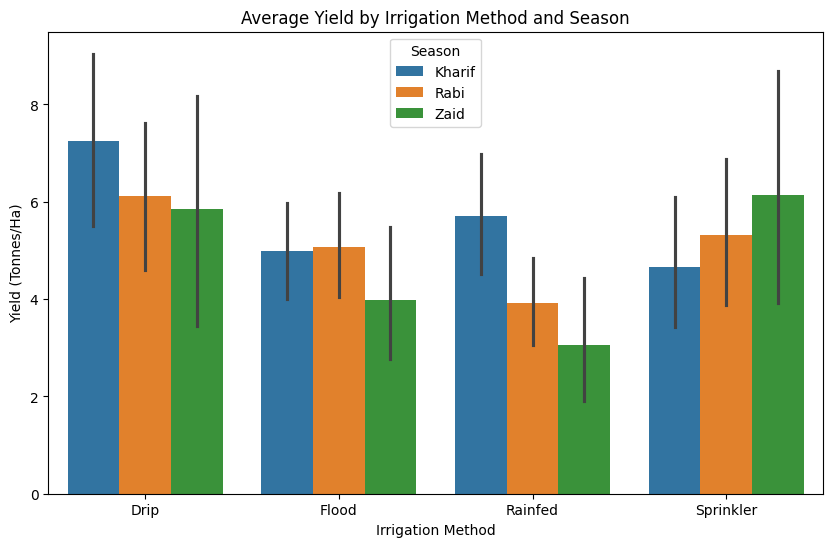 Average Yield by Irrigation Method and Season
Season
Kharif
Rabi
Zaid
Yield (Tonnes/Ha)
8
6
4
2
0
Drip
Flood
Rainfed
Sprinkler
Irrigation Method